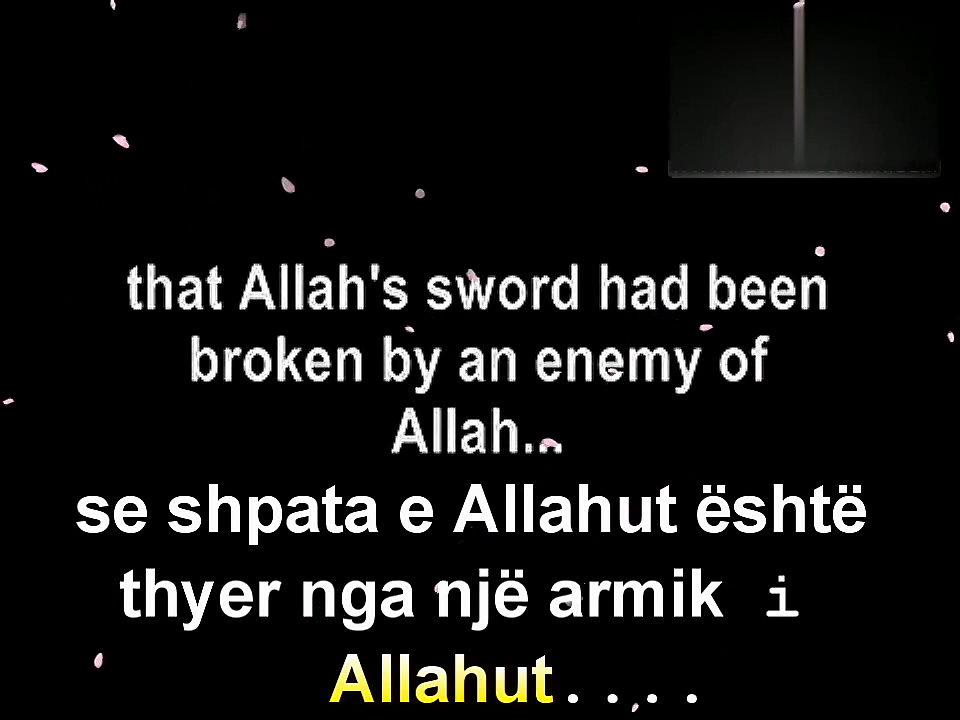 that Allah's sword had been
broken by an enemy of
Allah...
se shpata e Allahut është
thyer nga një armik i
Allahut....